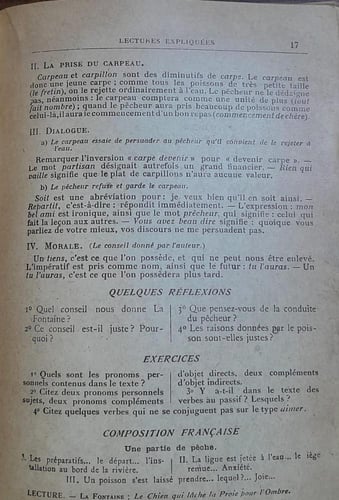 LECTURES EXPLIQUÉES 17
II. LA PRISE DU CARPEAU.
Carpeau et carpillon sont des diminutifs de carpe. Le carpeau est
donc une jeune carpe ; comme tous les poissons de très petite taille
(le fretin), on le rejette ordinairement à l'eau. Le pêcheur ne le dédaigne
pas, néanmoins : le carpeau comptera comme une unité de plus (tout
fait nombre) ; quand le pêcheur aura pris beaucoup de poissons comme
celui-là, il aura le commencement d'un bon repas (commencement de chère).
III. DIALOGUE.
a) Le carpeau essaie de persuader au pêcheur qu'il convient de le rejeter à
l'eau.
Remarquer l'inversion « carpe devenir » pour « devenir carpe ». —
Le mot partisan désignait autrefois un grand financier. — Rien qui
vaille signifie que le plat de carpillons n'aura aucune valeur.
b) Le pêcheur refuse et garde le carpeau.
Soit est une abréviation pour : je veux bien qu'il en soit ainsi. —
Repartit, c'est-à-dire : répondit immédiatement. — L'expression : mon
bel ami est ironique, ainsi que le mot prêcheur, qui signifie : celui qui
fait la leçon aux autres. — Vous avez beau dire signifie : quoique vous
parliez de votre mieux, vos discours ne me persuadent pas.
IV. MORALE. (Le conseil donné par l'auteur.)
Un tiens, c'est ce que l'on possède, et qui ne peut nous être enlevé.
L'impératif est pris comme nom, ainsi que le futur : tu l'auras. — Un
tu l'auras, c'est ce que l'on possédera plus tard.
QUELQUES RÉFLEXIONS
1° Quel conseil nous donne La
Fontaine ?
2° Ce conseil est-il juste ? Pour-
quoi ?
3° Que pensez-vous de la conduite
du pêcheur ?
4° Les raisons données par le pois-
son sont-elles justes ?
EXERCICES
1° Quels sont les pronoms per-
sonnels contenus dans le texte ?
2° Citez deux pronoms personnels
sujets, deux pronoms compléments
d'objet directs, deux compléments
d'objet indirects.
3° Y a-t-il dans le texte des
verbes au passif ? Lesquels ?
4° Citez quelques verbes qui ne se conjuguent pas sur le type aimer.
COMPOSITION FRANÇAISE
Une partie de pêche.
I. Les préparatifs... le départ... l'ins-
tallation au bord de la rivière.
II. La ligne est jetée à l'eau... le liège
remue... Anxiété.
III. Un poisson s'est laissé prendre... lequel ?... Joie...
LECTURE. — LA FONTAINE : Le Chien qui lâche la Proie pour l'Ombre.